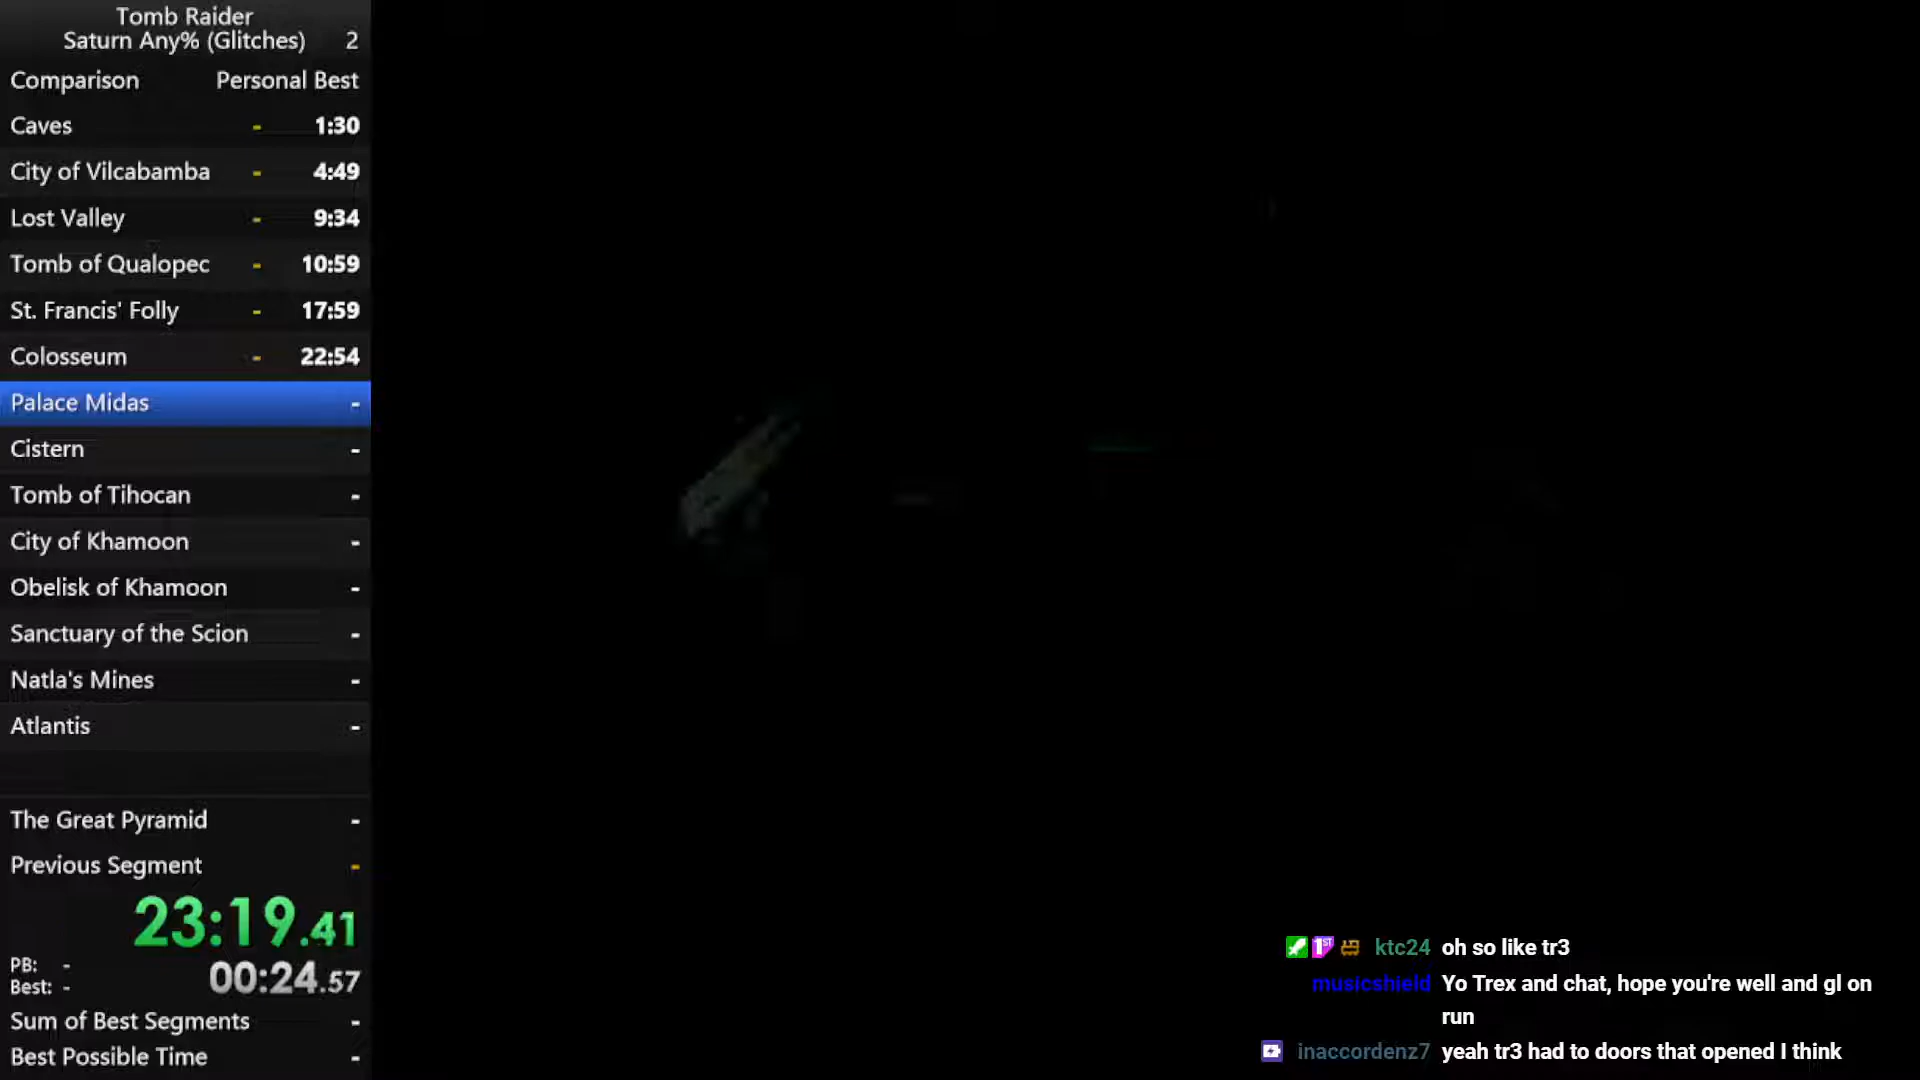 Tomb Raider
Saturn Any% (Glitches) 2
Comparison Personal Best
Caves - 1:30
City of Vilcabamba - 4:49
Lost Valley - 9:34
Tomb of Qualopec - 10:59
St. Francis' Folly - 17:59
Colosseum - 22:54
Palace Midas -
Cistern -
Tomb of Tihocan -
City of Khamoon -
Obelisk of Khamoon -
Sanctuary of the Scion -
Natla's Mines -
Atlantis -
The Great Pyramid -
Previous Segment -
23:19.41
PB: -
Best: - 00:24.57
Sum of Best Segments -
Best Possible Time -
1ST ktc24 oh so like tr3
musicshield Yo Trex and chat, hope you're well and gl on
run
inaccordenz7 yeah tr3 had to doors that opened I think